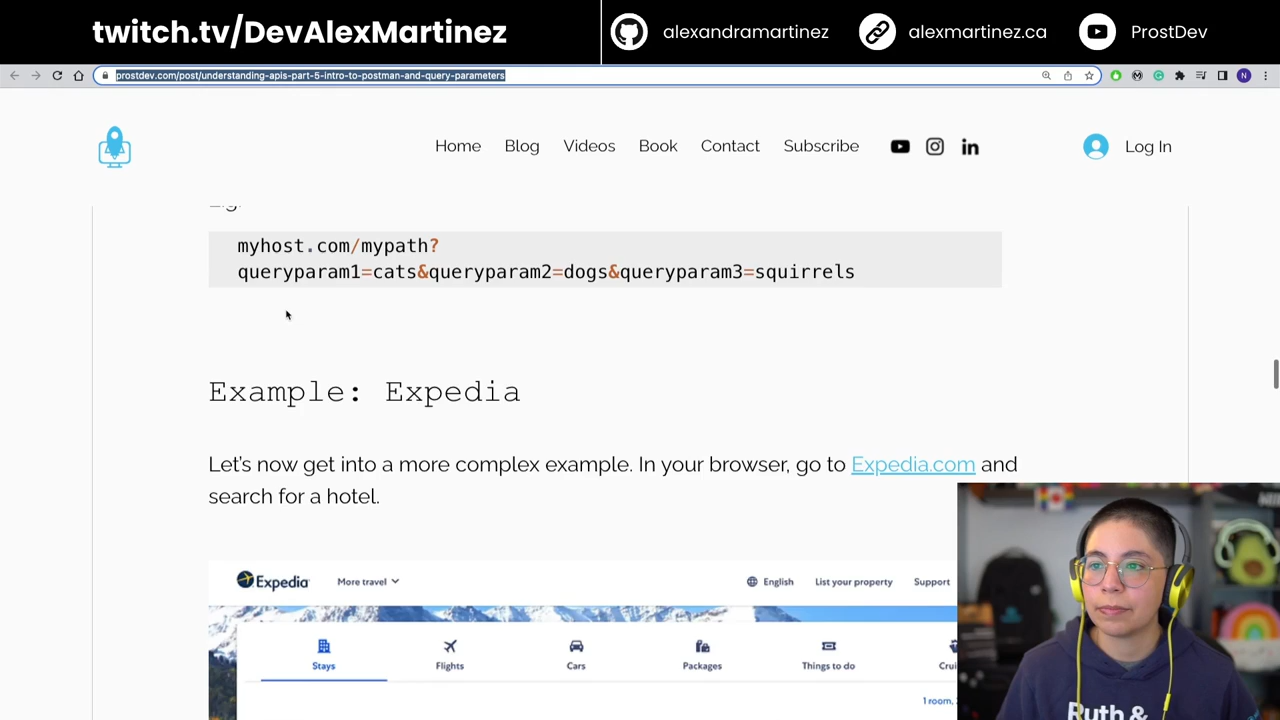 twitch.tv/DevAlexMartinez
alexandramartinez
alexmartinez.ca
ProstDev
prostdev.com/post/understanding-apis-part-5-intro-to-postman-and-query-parameters
N
Home Blog Videos Book Contact Subscribe
Log In
myhost.com/mypath?
queryparam1=cats&queryparam2=dogs&queryparam3=squirrels
Example: Expedia
Let's now get into a more complex example. In your browser, go to Expedia.com and
search for a hotel.
Expedia More travel English List your property Support
Stays Flights Cars Packages Things to do
1 room,
Ruth &